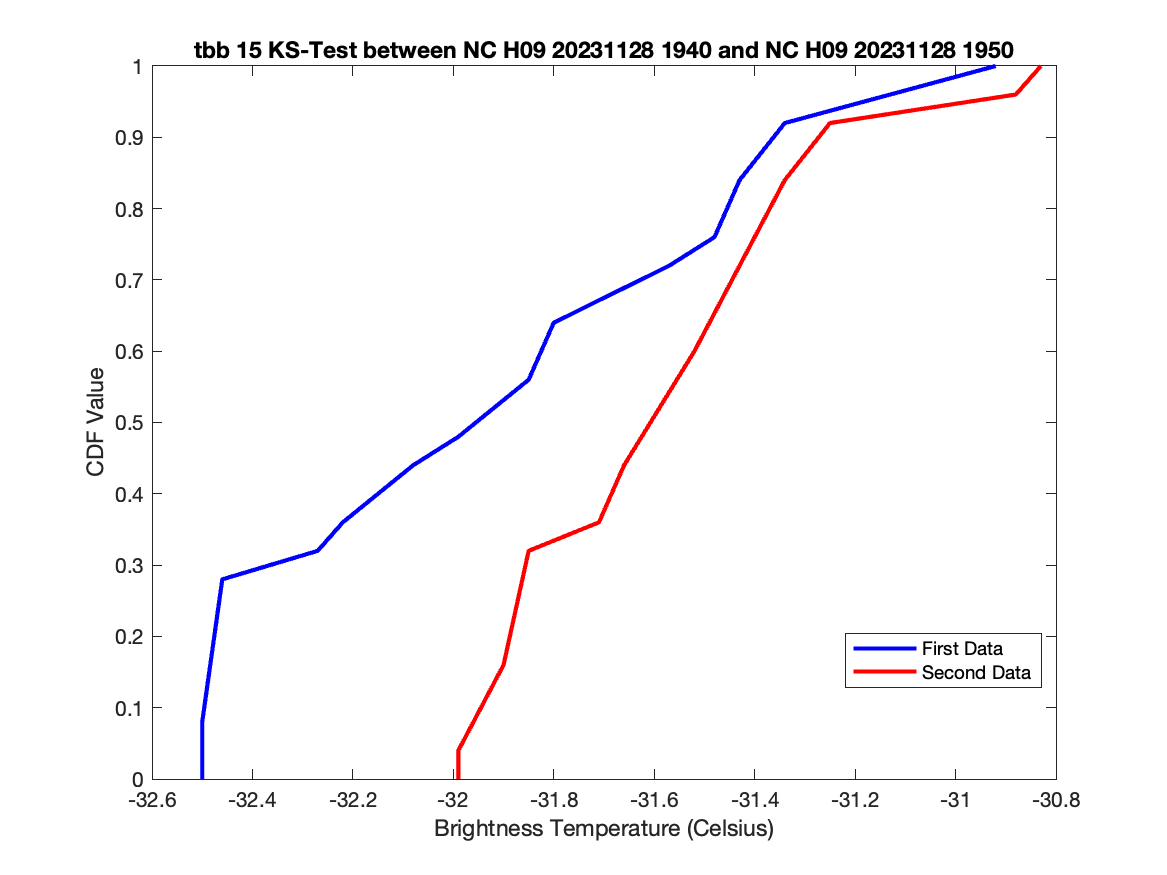 tbb 15 KS-Test between NC H09 20231128 1940 and NC H09 20231128 1950
1
0.9
0.8
0.7
0.6
0.5
0.4
0.3
0.2
0.1
0
CDF Value
First Data
Second Data
-32.6 -32.4 -32.2 -32 -31.8 -31.6 -31.4 -31.2 -31 -30.8
Brightness Temperature (Celsius)